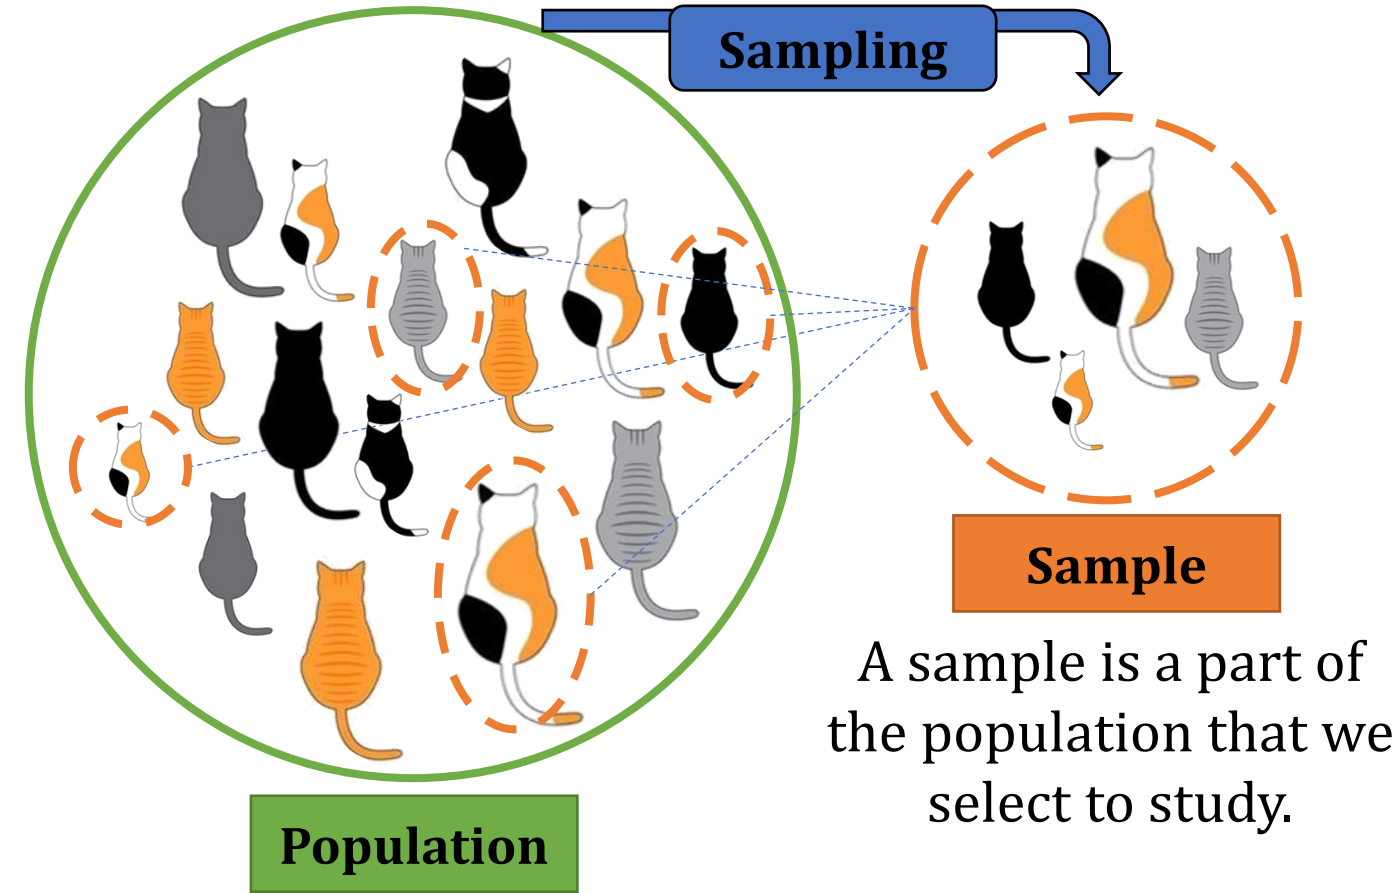 Sampling
Sample
A sample is a part of
the population that we
select to study.
Population